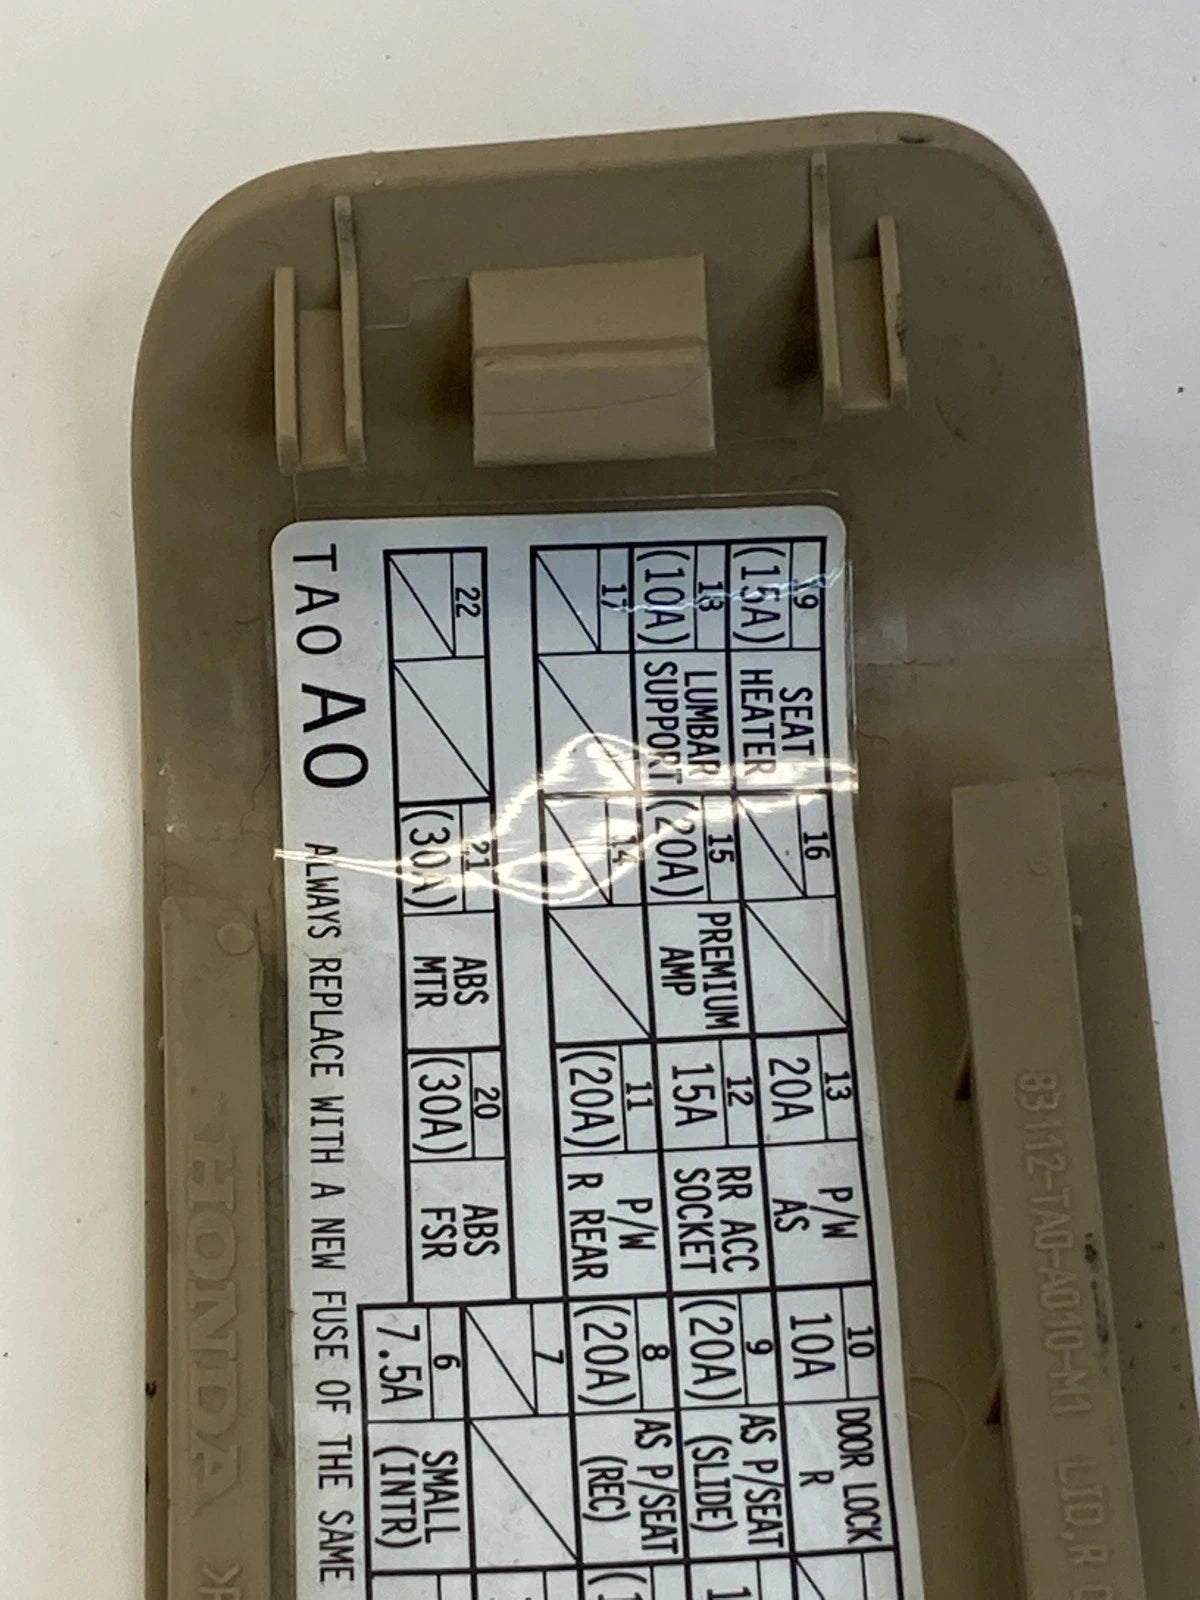 83112-TA0-A010-M1 LID,R
19 16 13 10
(15A) SEAT HEATER 20A P/W AS 10A DOOR LOCK R
18 15 12 9
(10A) LUMBAR SUPPORT (20A) PREMIUM AMP 15A RR ACC SOCKET (20A) AS P/SEAT (SLIDE)
17 14 11 8
(20A) P/W R REAR (20A) AS P/SEAT (REC)
22 21 20 7
(30A) ABS MTR (30A) ABS FSR
6
7.5A SMALL (INTR)
TA0 A0 ALWAYS REPLACE WITH A NEW FUSE OF THE SAME
HONDA